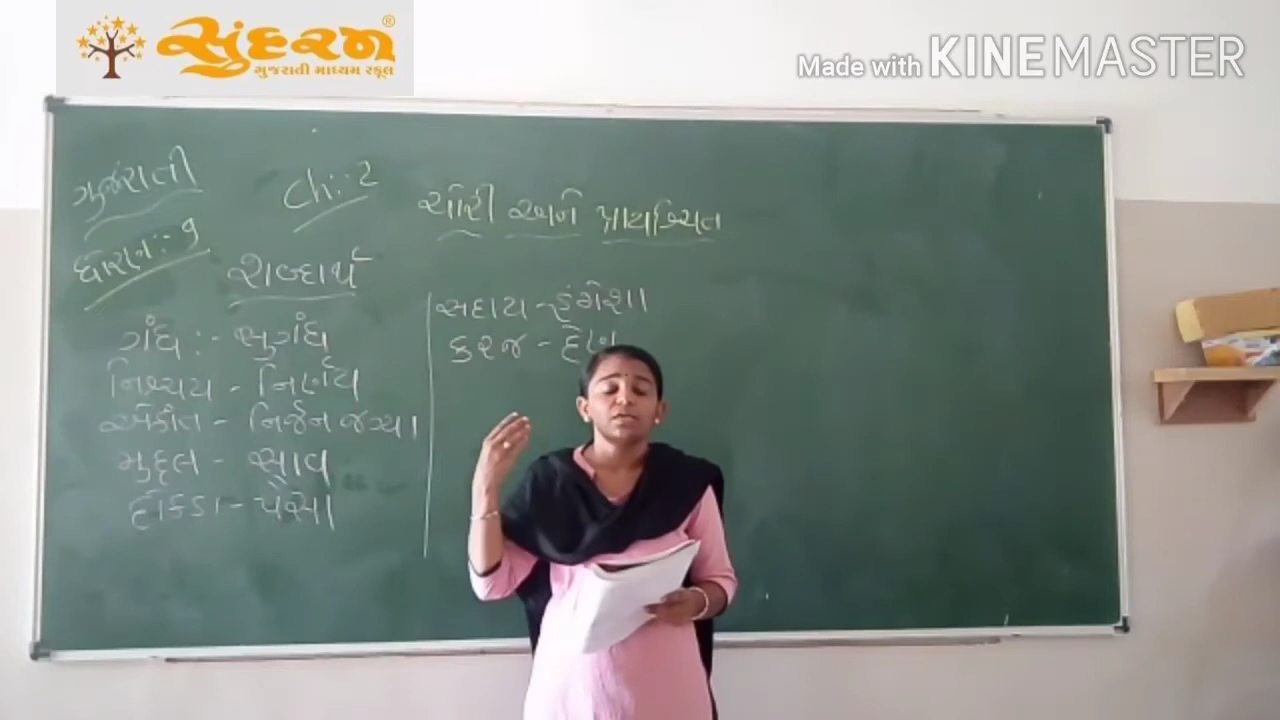 સુંદરમ્ ®
ગુજરાતી માધ્યમ સ્કૂલ
Made with KINEMASTER
ગુજરાતી
Ch:-2
ચોરી અને પ્રાયશ્ચિત
ધોરણ:- ૧
શબ્દાર્થ
ગંધ :- સુગંધ
નિશ્ચય - નિર્ણય
એકાંત - નિર્જન જગ્યા
મુદ્દલ - સાવ
દોકડા - પૈસા
સદાય - હંમેશા
કરજ - દેણ